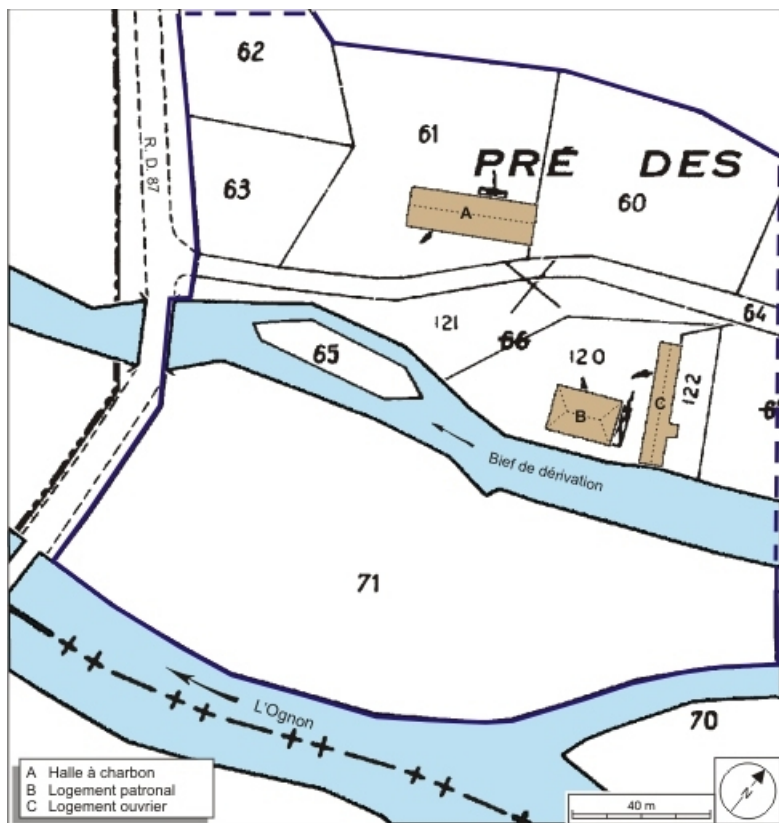 62
61
PRÉ DES
R. D. 87
63
60
A
64
121
66
65
120
122
B
C
Bief de dérivation
71
L'Ognon
70
A Halle à charbon
B Logement patronal
C Logement ouvrier
40 m
N